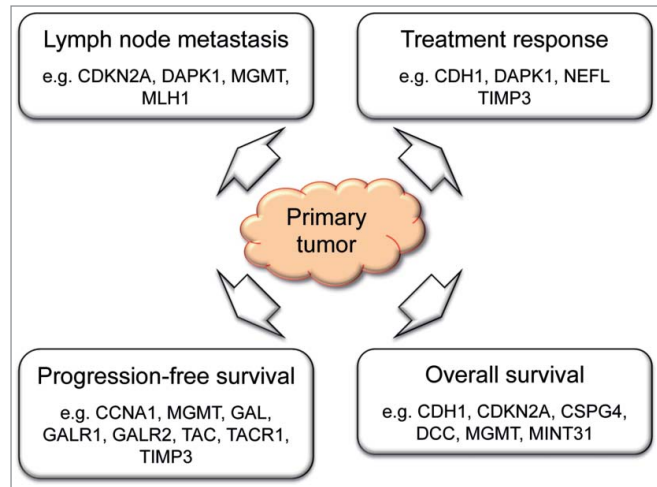 Lymph node metastasis
e.g. CDKN2A, DAPK1, MGMT,
MLH1
Treatment response
e.g. CDH1, DAPK1, NEFL
TIMP3
Primary
tumor
Progression-free survival
e.g. CCNA1, MGMT, GAL,
GALR1, GALR2, TAC, TACR1,
TIMP3
Overall survival
e.g. CDH1, CDKN2A, CSPG4,
DCC, MGMT, MINT31